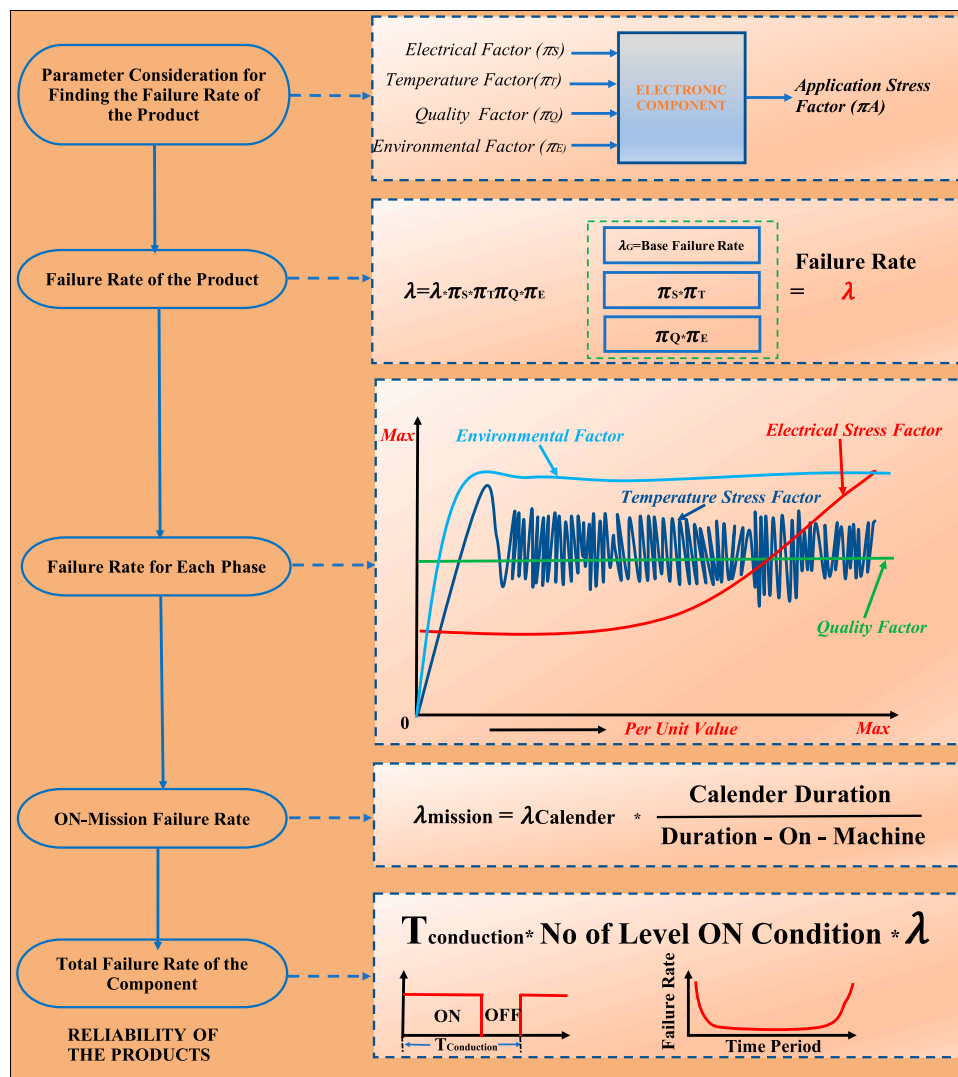 Parameter Consideration for
Finding the Failure Rate of
the Product
Electrical Factor (πS)
Temperature Factor(πT)
Quality Factor (πQ)
Environmental Factor (πE)
ELECTRONIC
COMPONENT
Application Stress
Factor (πA)
Failure Rate of the Product
λ=λ*πS*πTπQ*πE
λG=Base Failure Rate
πS*πT
πQ*πE
Failure Rate
= λ
Failure Rate for Each Phase
Max
Environmental Factor
Electrical Stress Factor
Temperature Stress Factor
Quality Factor
0
Per Unit Value
Max
ON-Mission Failure Rate
λmission = λCalender *
Calender Duration
Duration - On - Machine
Total Failure Rate of the
Component
Tconduction* No of Level ON Condition *λ
ON
OFF
TConduction
Failure Rate
Time Period
RELIABILITY OF
THE PRODUCTS